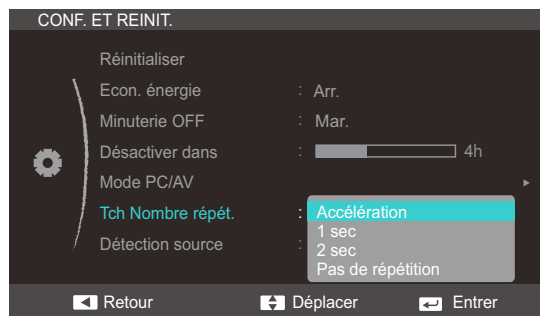 CONF. ET REINIT.
Réinitialiser
Econ. énergie : Arr.
Minuterie OFF : Mar.
Désactiver dans : 4h
Mode PC/AV
Tch Nombre répét. : Accélération
1 sec
2 sec
Pas de répétition
Détection source :
Retour Déplacer Entrer